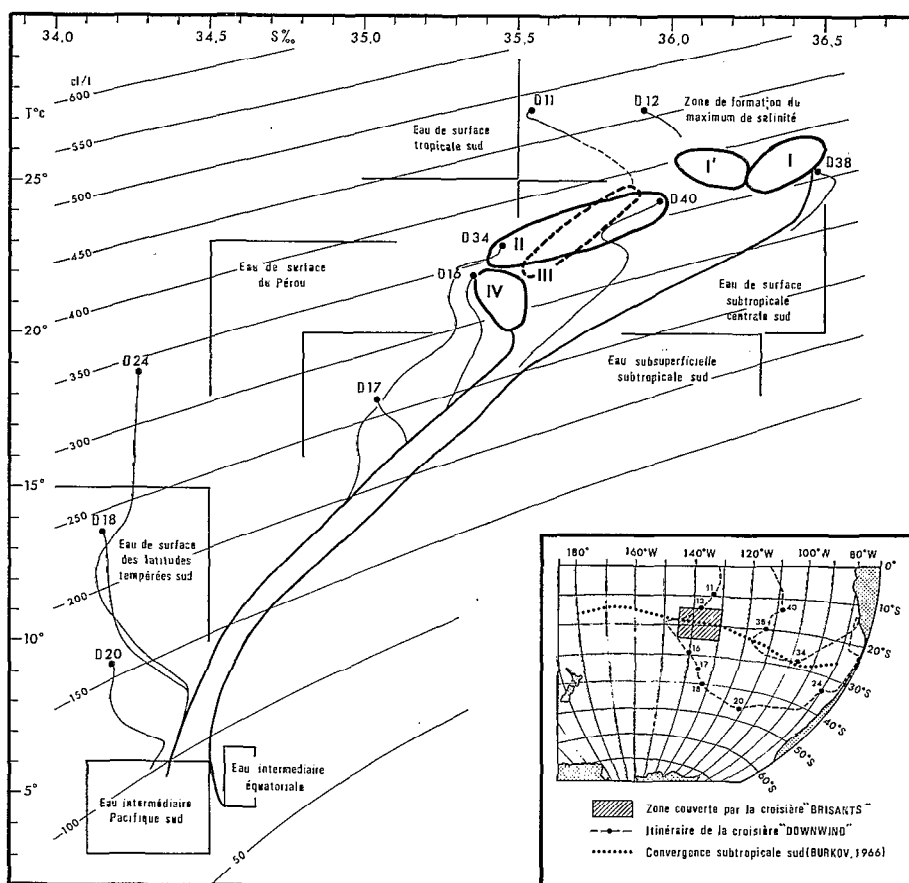 34,0 34,5 35,0 35,5 36,0 36,5
S‰
cl/t
T°c
600
550
500
450
400
350
300
250
200
150
100
50
25°
20°
15°
10°
5°
D11
D12
Zone de formation du
maximum de salinité
Eau de surface
tropicale sud
I'
I
D38
D40
D34
II
III
D16
IV
Eau de surface
du Pérou
Eau de surface
subtropicale
centrale sud
Eau subsuperficielle
subtropicale sud
D24
D17
D18
Eau de surface
des latitudes
tempérées sud
D20
Eau intermédiaire
Pacifique sud
Eau intermediaire
équatoriale
180° 160°W 140°W 120°W 100°W 80°W
0°
10°S
20°S
30°S
40°S
50°S
60°S
11
40
38
34
16
17
18
20
24
Zone couverte par la croisière "BRISANTS"
Itinéraire de la croisière "DOWNWIND"
Convergence subtropicale sud (BURKOV, 1966)